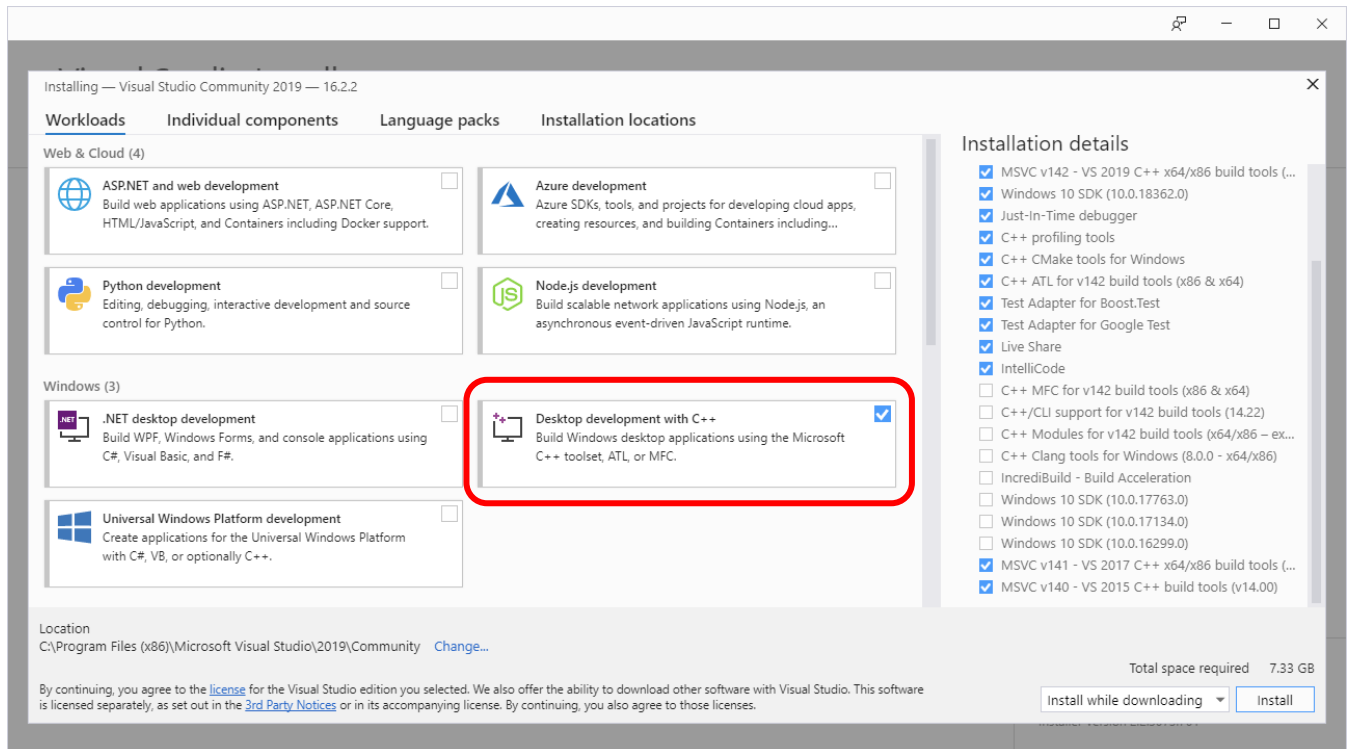 Installing — Visual Studio Community 2019 — 16.2.2
Workloads
Individual components
Language packs
Installation locations
Web & Cloud (4)
ASP.NET and web development
Build web applications using ASP.NET, ASP.NET Core,
HTML/JavaScript, and Containers including Docker support.
Azure development
Azure SDKs, tools, and projects for developing cloud apps,
creating resources, and building Containers including...
Python development
Editing, debugging, interactive development and source
control for Python.
Node.js development
Build scalable network applications using Node.js, an
asynchronous event-driven JavaScript runtime.
JS
Windows (3)
.NET
.NET desktop development
Build WPF, Windows Forms, and console applications using
C#, Visual Basic, and F#.
Desktop development with C++
Build Windows desktop applications using the Microsoft
C++ toolset, ATL, or MFC.
Universal Windows Platform development
Create applications for the Universal Windows Platform
with C#, VB, or optionally C++.
Installation details
MSVC v142 - VS 2019 C++ x64/x86 build tools (...
Windows 10 SDK (10.0.18362.0)
Just-In-Time debugger
C++ profiling tools
C++ CMake tools for Windows
C++ ATL for v142 build tools (x86 & x64)
Test Adapter for Boost.Test
Test Adapter for Google Test
Live Share
IntelliCode
C++ MFC for v142 build tools (x86 & x64)
C++/CLI support for v142 build tools (14.22)
C++ Modules for v142 build tools (x64/x86 – ex...
C++ Clang tools for Windows (8.0.0 - x64/x86)
IncrediBuild - Build Acceleration
Windows 10 SDK (10.0.17763.0)
Windows 10 SDK (10.0.17134.0)
Windows 10 SDK (10.0.16299.0)
MSVC v141 - VS 2017 C++ x64/x86 build tools (...
MSVC v140 - VS 2015 C++ build tools (v14.00)
Location
C:\Program Files (x86)\Microsoft Visual Studio\2019\Community Change...
Total space required 7.33 GB
By continuing, you agree to the license for the Visual Studio edition you selected. We also offer the ability to download other software with Visual Studio. This software
is licensed separately, as set out in the 3rd Party Notices or in its accompanying license. By continuing, you also agree to those licenses.
Install while downloading
Install